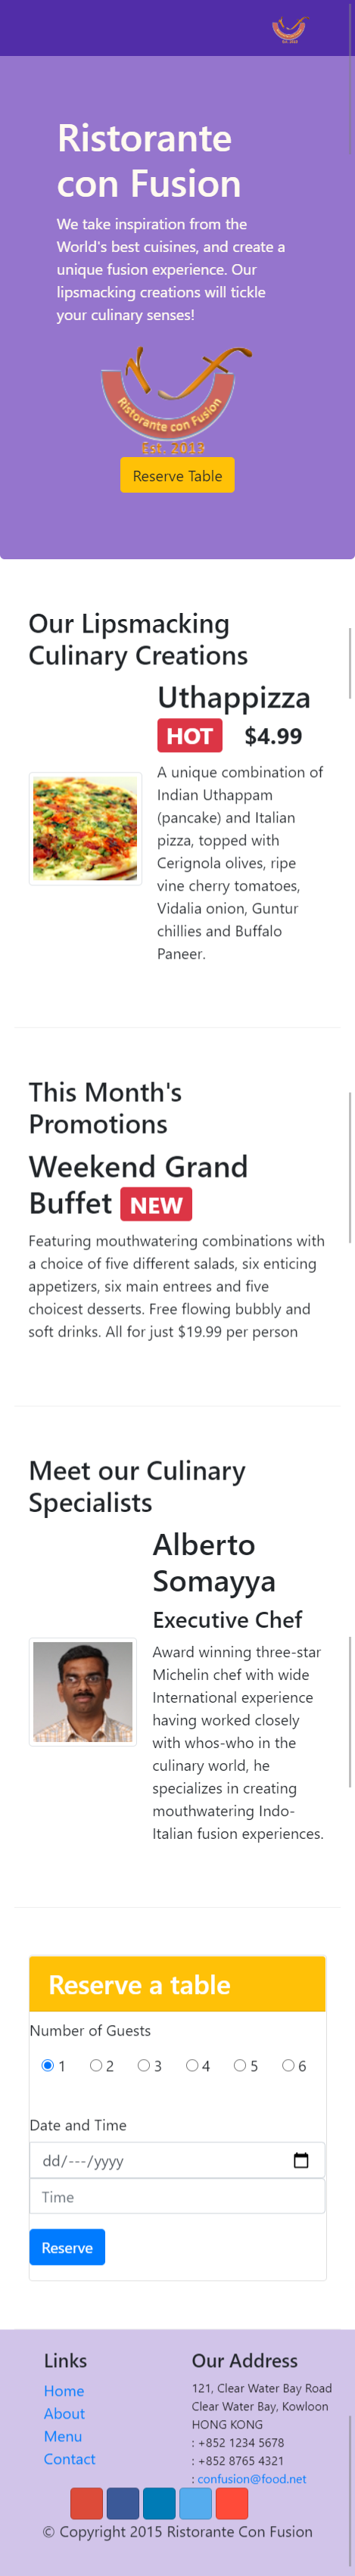 Est. 2019
Ristorante
con Fusion
We take inspiration from the
World's best cuisines, and create a
unique fusion experience. Our
lipsmacking creations will tickle
your culinary senses!
Ristorante con Fusion
Est. 2019
Reserve Table
Our Lipsmacking
Culinary Creations
Uthappizza
HOT $4.99
A unique combination of
Indian Uthappam
(pancake) and Italian
pizza, topped with
Cerignola olives, ripe
vine cherry tomatoes,
Vidalia onion, Guntur
chillies and Buffalo
Paneer.
This Month's
Promotions
Weekend Grand
Buffet NEW
Featuring mouthwatering combinations with
a choice of five different salads, six enticing
appetizers, six main entrees and five
choicest desserts. Free flowing bubbly and
soft drinks. All for just $19.99 per person
Meet our Culinary
Specialists
Alberto
Somayya
Executive Chef
Award winning three-star
Michelin chef with wide
International experience
having worked closely
with whos-who in the
culinary world, he
specializes in creating
mouthwatering Indo-
Italian fusion experiences.
Reserve a table
Number of Guests
1 2 3 4 5 6
Date and Time
dd/---/yyyy
Time
Reserve
Links
Home
About
Menu
Contact
Our Address
121, Clear Water Bay Road
Clear Water Bay, Kowloon
HONG KONG
: +852 1234 5678
: +852 8765 4321
: confusion@food.net
© Copyright 2015 Ristorante Con Fusion